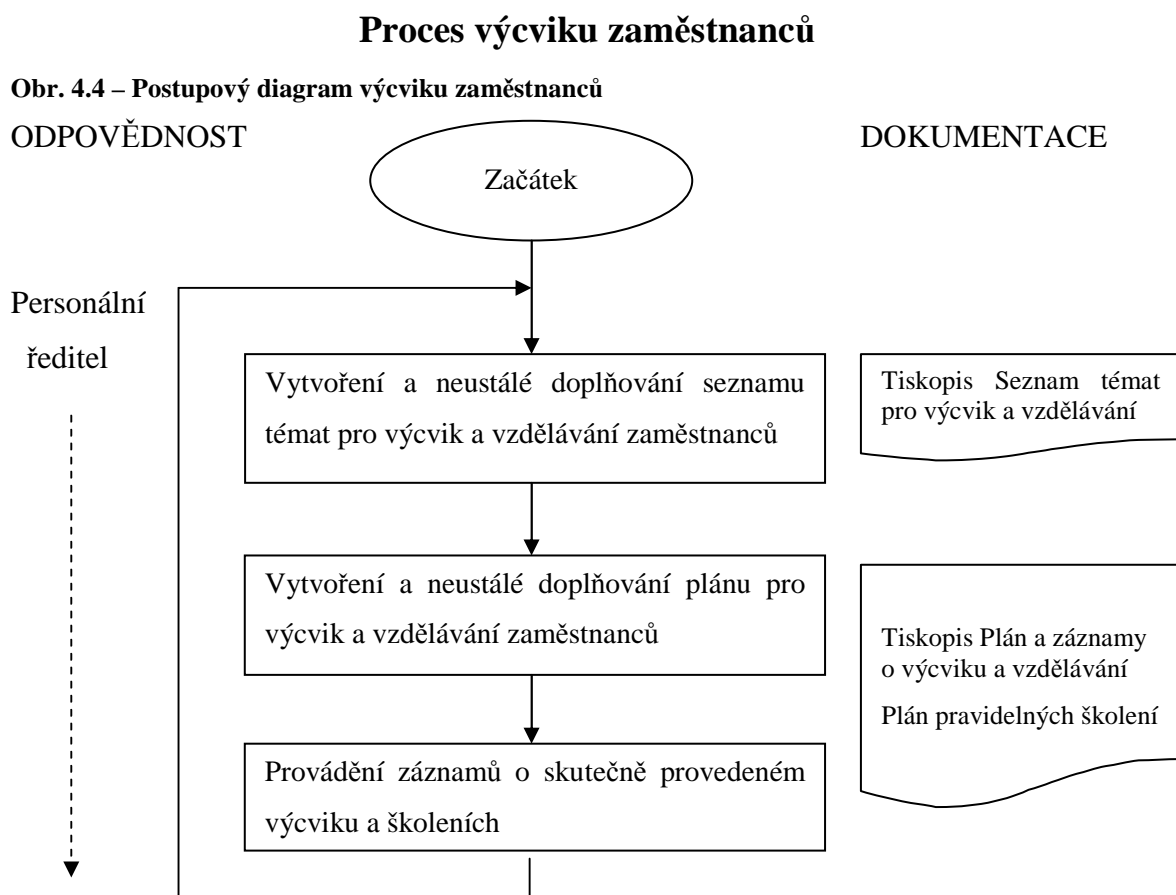 Proces výcviku zaměstnanců
Obr. 4.4 – Postupový diagram výcviku zaměstnanců
ODPOVĚDNOST
DOKUMENTACE
Začátek
Personální
ředitel
Vytvoření a neustálé doplňování seznamu
témat pro výcvik a vzdělávání zaměstnanců
Tiskopis Seznam témat
pro výcvik a vzdělávání
Vytvoření a neustálé doplňování plánu pro
výcvik a vzdělávání zaměstnanců
Tiskopis Plán a záznamy
o výcviku a vzdělávání
Plán pravidelných školení
Provádění záznamů o skutečně provedeném
výcviku a školeních